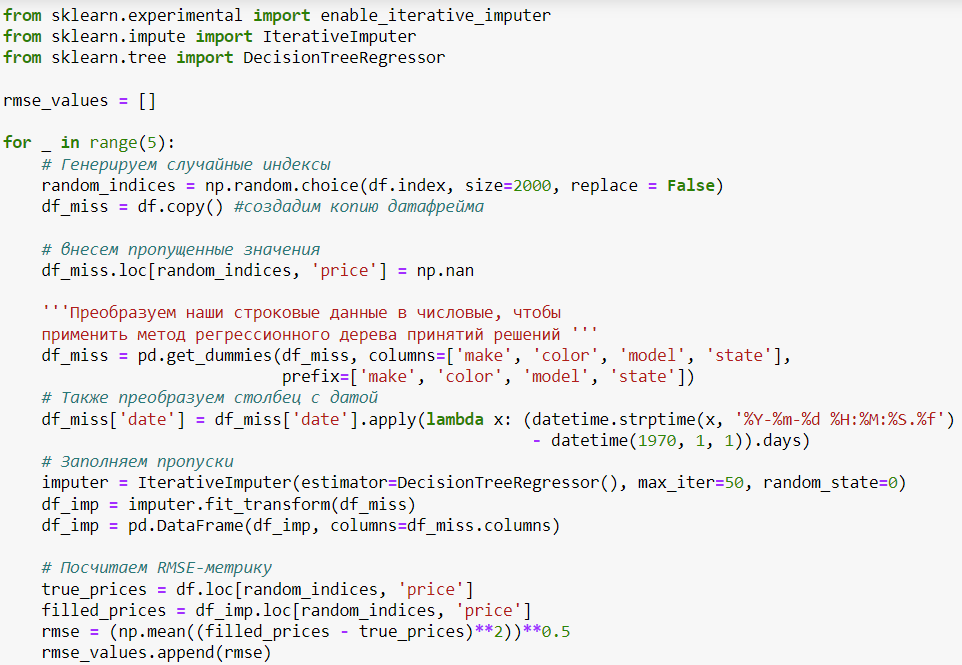 from sklearn.experimental import enable_iterative_imputer
from sklearn.impute import IterativeImputer
from sklearn.tree import DecisionTreeRegressor

rmse_values = []

for _ in range(5):
    # Генерируем случайные индексы
    random_indices = np.random.choice(df.index, size=2000, replace = False)
    df_miss = df.copy() #создадим копию датафрейма

    # внесем пропущенные значения
    df_miss.loc[random_indices, 'price'] = np.nan

    '''Преобразуем наши строковые данные в числовые, чтобы
    применить метод регрессионного дерева принятий решений '''
    df_miss = pd.get_dummies(df_miss, columns=['make', 'color', 'model', 'state'],
                             prefix=['make', 'color', 'model', 'state'])
    # Также преобразуем столбец с датой
    df_miss['date'] = df_miss['date'].apply(lambda x: (datetime.strptime(x, '%Y-%m-%d %H:%M:%S.%f')
                                                       - datetime(1970, 1, 1)).days)
    # Заполняем пропуски
    imputer = IterativeImputer(estimator=DecisionTreeRegressor(), max_iter=50, random_state=0)
    df_imp = imputer.fit_transform(df_miss)
    df_imp = pd.DataFrame(df_imp, columns=df_miss.columns)

    # Посчитаем RMSE-метрику
    true_prices = df.loc[random_indices, 'price']
    filled_prices = df_imp.loc[random_indices, 'price']
    rmse = (np.mean((filled_prices - true_prices)**2))**0.5
    rmse_values.append(rmse)